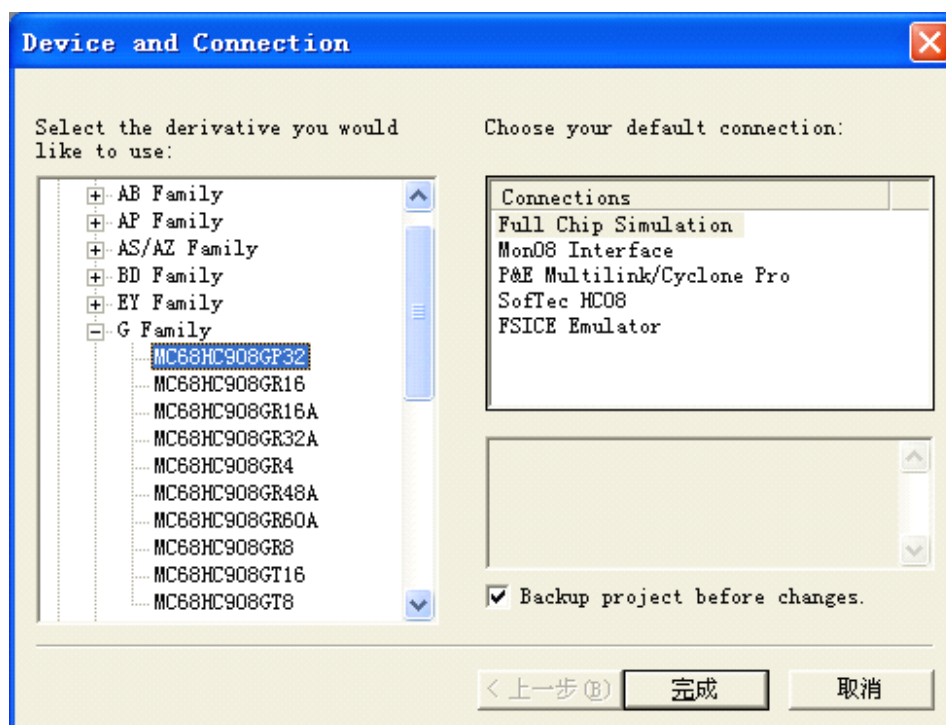 Device and Connection
Select the derivative you would
like to use:
AB Family
AP Family
AS/AZ Family
BD Family
EY Family
G Family
MC68HC908GP32
MC68HC908GR16
MC68HC908GR16A
MC68HC908GR32A
MC68HC908GR4
MC68HC908GR48A
MC68HC908GR60A
MC68HC908GR8
MC68HC908GT16
MC68HC908GT8
Choose your default connection:
Connections
Full Chip Simulation
Mon08 Interface
P&E Multilink/Cyclone Pro
SofTec HC08
FSICE Emulator
Backup project before changes.
< 上一步(B)
完成
取消